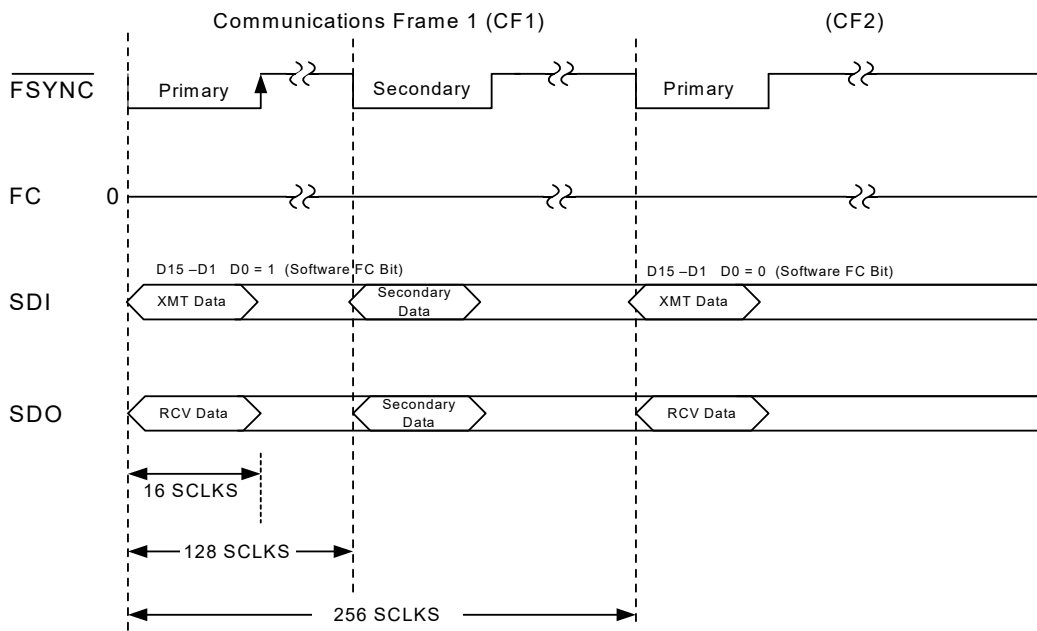 Communications Frame 1 (CF1)
(CF2)
FSYNC
Primary
Secondary
Primary
FC 0
D15 –D1 D0 = 1 (Software FC Bit)
D15 –D1 D0 = 0 (Software FC Bit)
SDI
XMT Data
Secondary
Data
XMT Data
SDO
RCV Data
Secondary
Data
RCV Data
16 SCLKS
128 SCLKS
256 SCLKS